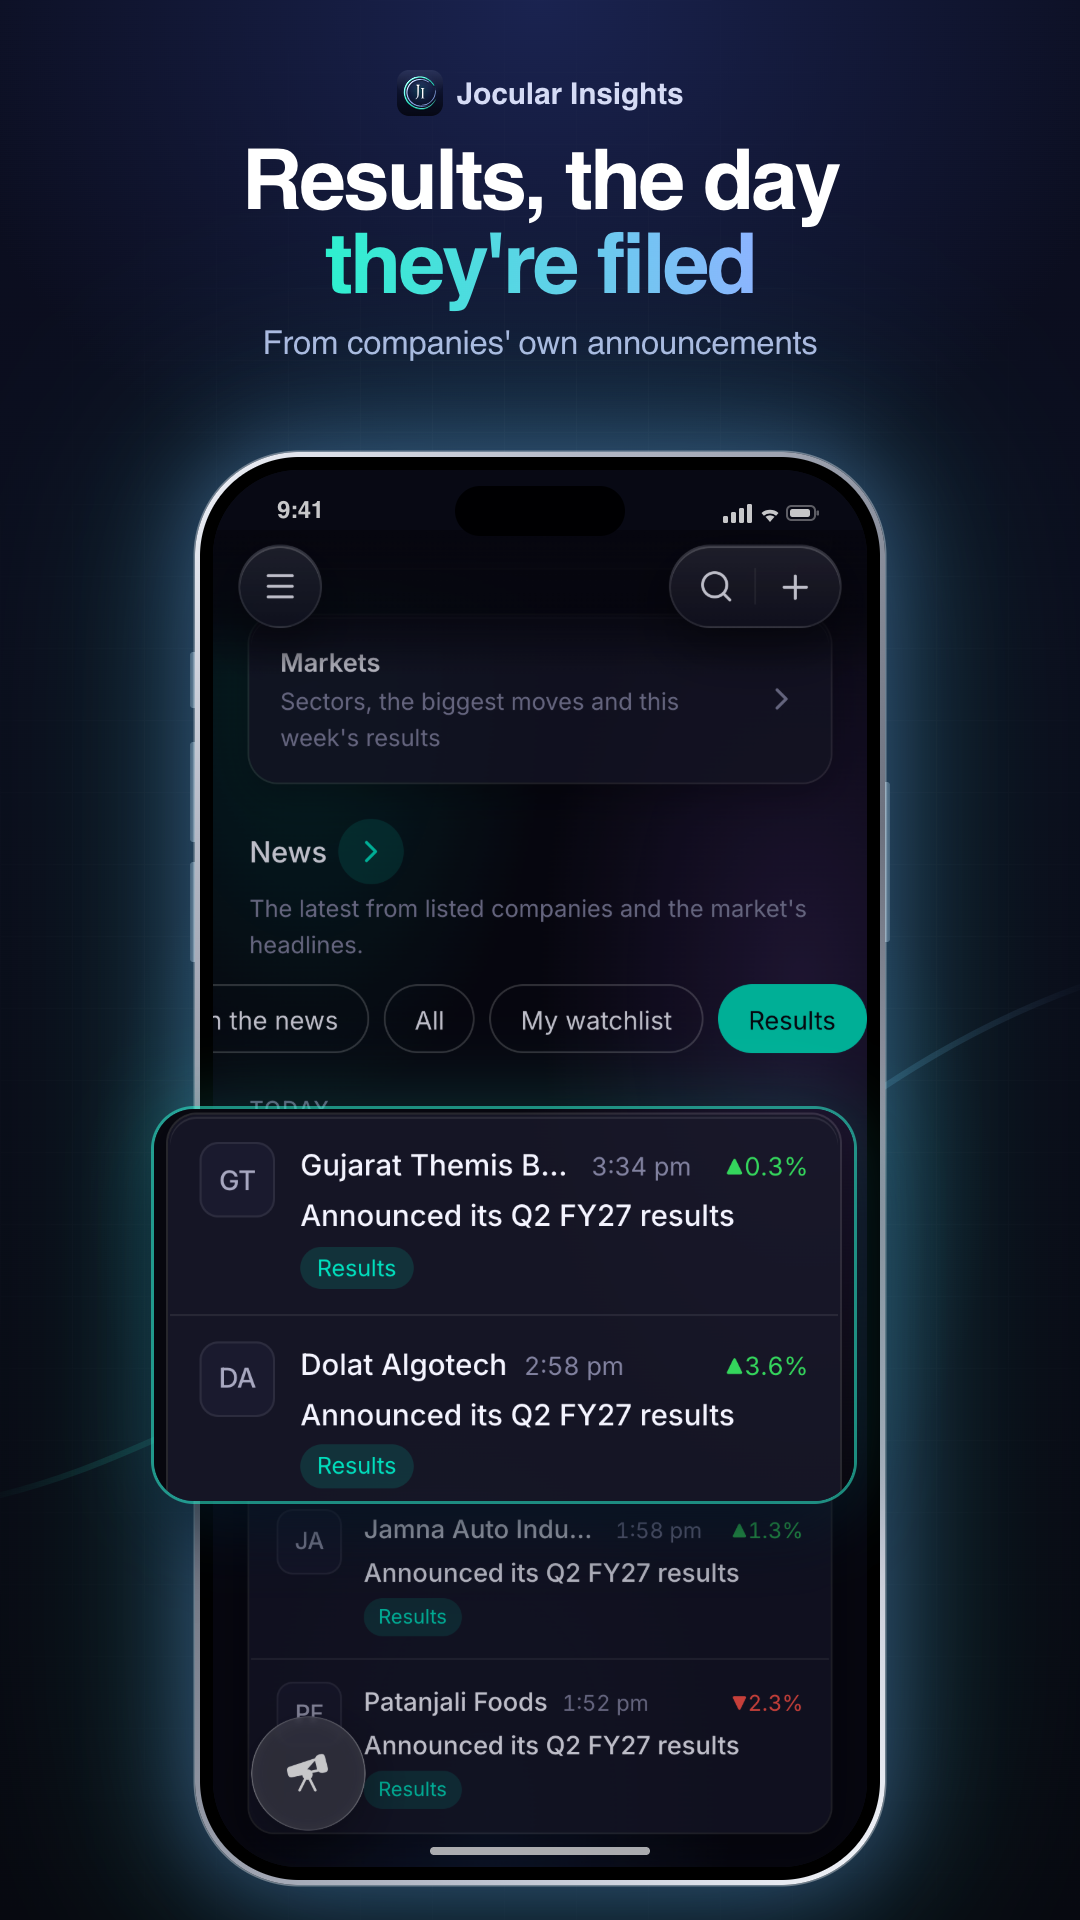 Jocular Insights
Results, the day
they're filed
From companies' own announcements
9:41
Markets
Sectors, the biggest moves and this
week's results
News
The latest from listed companies and the market's
headlines.
the news
All
My watchlist
Results
TODAY
GT
Gujarat Themis B... 3:34 pm ▲0.3%
Announced its Q2 FY27 results
Results
DA
Dolat Algotech 2:58 pm ▲3.6%
Announced its Q2 FY27 results
Results
JA
Jamna Auto Indu... 1:58 pm ▲1.3%
Announced its Q2 FY27 results
Results
PF
Patanjali Foods 1:52 pm ▼2.3%
Announced its Q2 FY27 results
Results